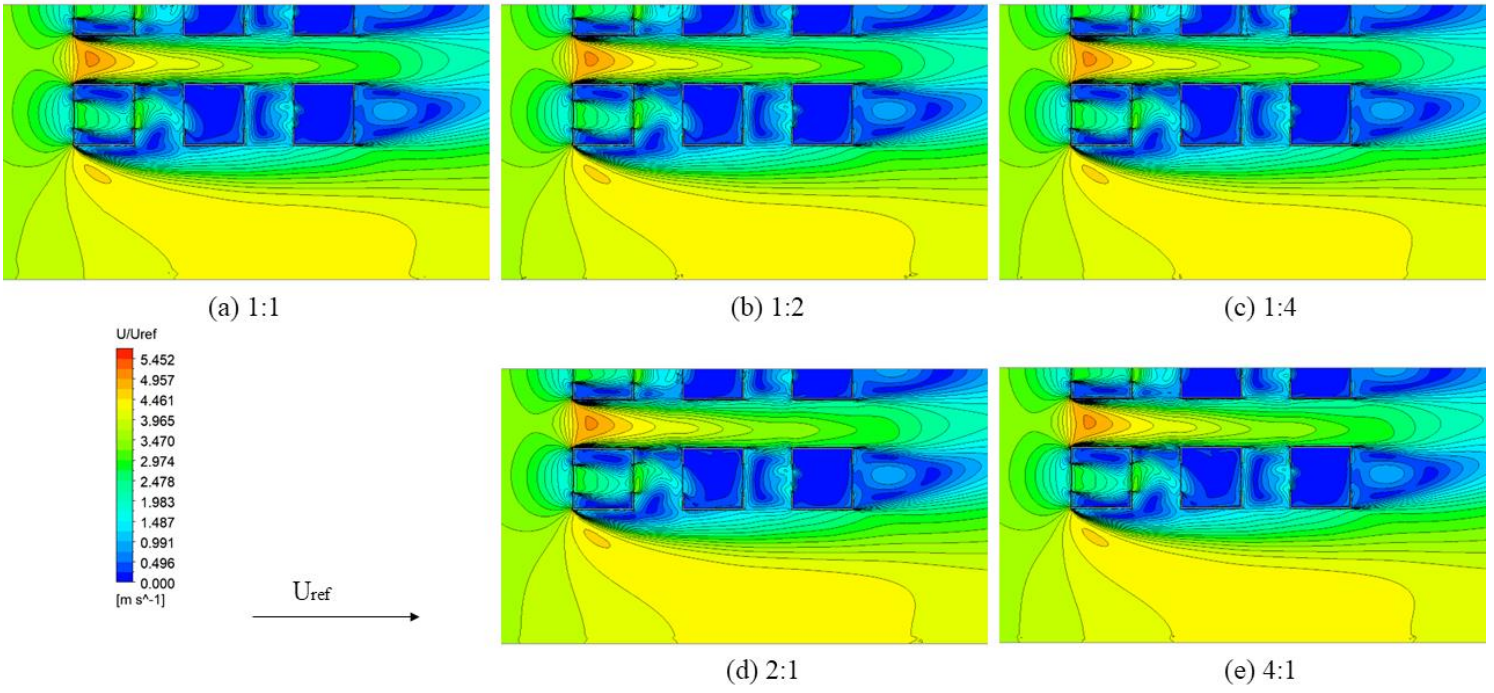 (a) 1:1
(b) 1:2
(c) 1:4
U/Uref
5.452
4.957
4.461
3.965
3.470
2.974
2.478
1.983
1.487
0.991
0.496
0.000
[m s^-1]
Uref
(d) 2:1
(e) 4:1